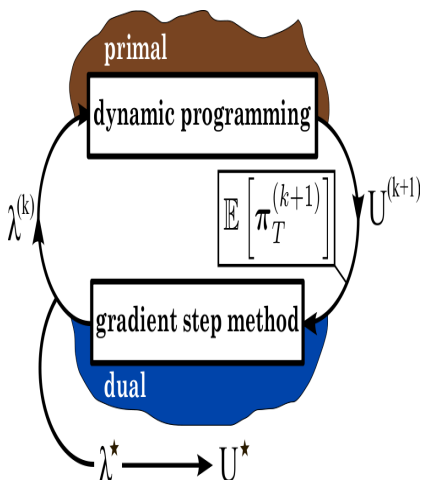 primal
dynamic programming
λ^(k)
𝔼[π_T^(k+1)]
U^(k+1)
gradient step method
dual
λ^★ U^★